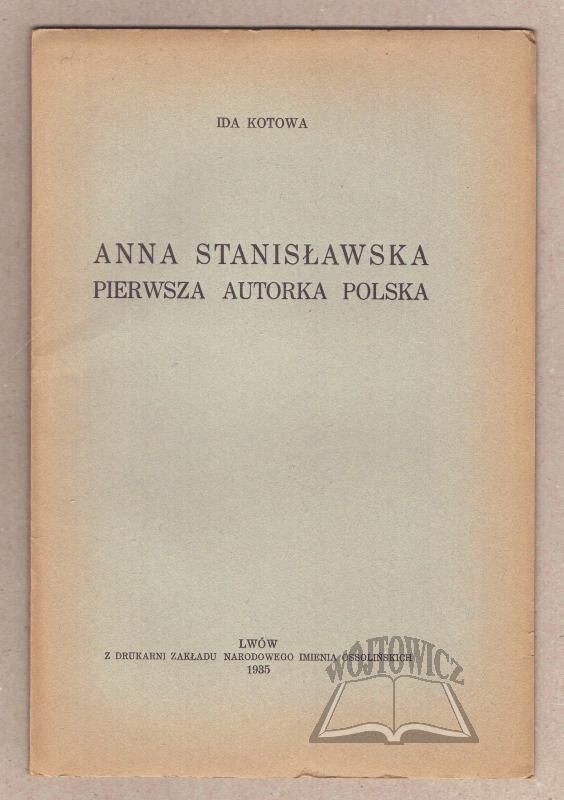 IDA KOTOWA
ANNA STANISŁAWSKA
PIERWSZA AUTORKA POLSKA
LWÓW
Z DRUKARNI ZAKŁADU NARODOWEGO IMIENIA OSSOLIŃSKICH
1935
WÓJTOWICZ